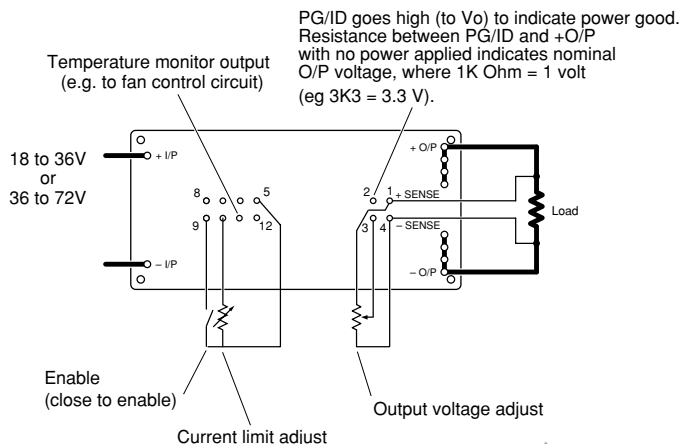 PG/ID goes high (to Vo) to indicate power good.
Resistance between PG/ID and +O/P
with no power applied indicates nominal
O/P voltage, where 1K Ohm = 1 volt
(eg 3K3 = 3.3 V).
Temperature monitor output
(e.g. to fan control circuit)
18 to 36V
or
36 to 72V
+ I/P
+ O/P
8
5
2
1
+ SENSE
Load
9
12
3
4
– SENSE
– I/P
– O/P
Enable
(close to enable)
Output voltage adjust
Current limit adjust